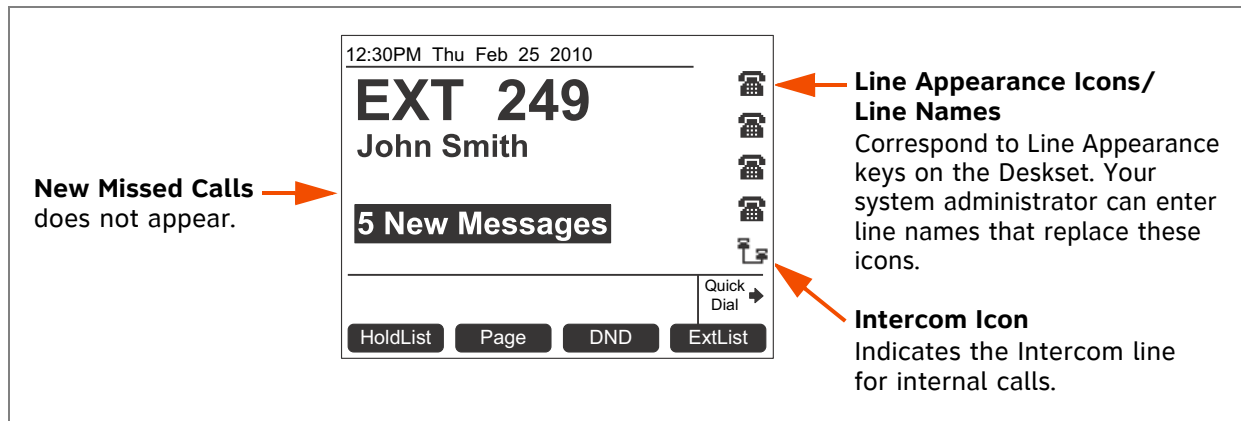 12:30PM Thu Feb 25 2010
EXT 249
John Smith
5 New Messages
Quick
Dial
HoldList Page DND ExtList
New Missed Calls
does not appear.
Line Appearance Icons/
Line Names
Correspond to Line Appearance
keys on the Deskset. Your
system administrator can enter
line names that replace these
icons.
Intercom Icon
Indicates the Intercom line
for internal calls.